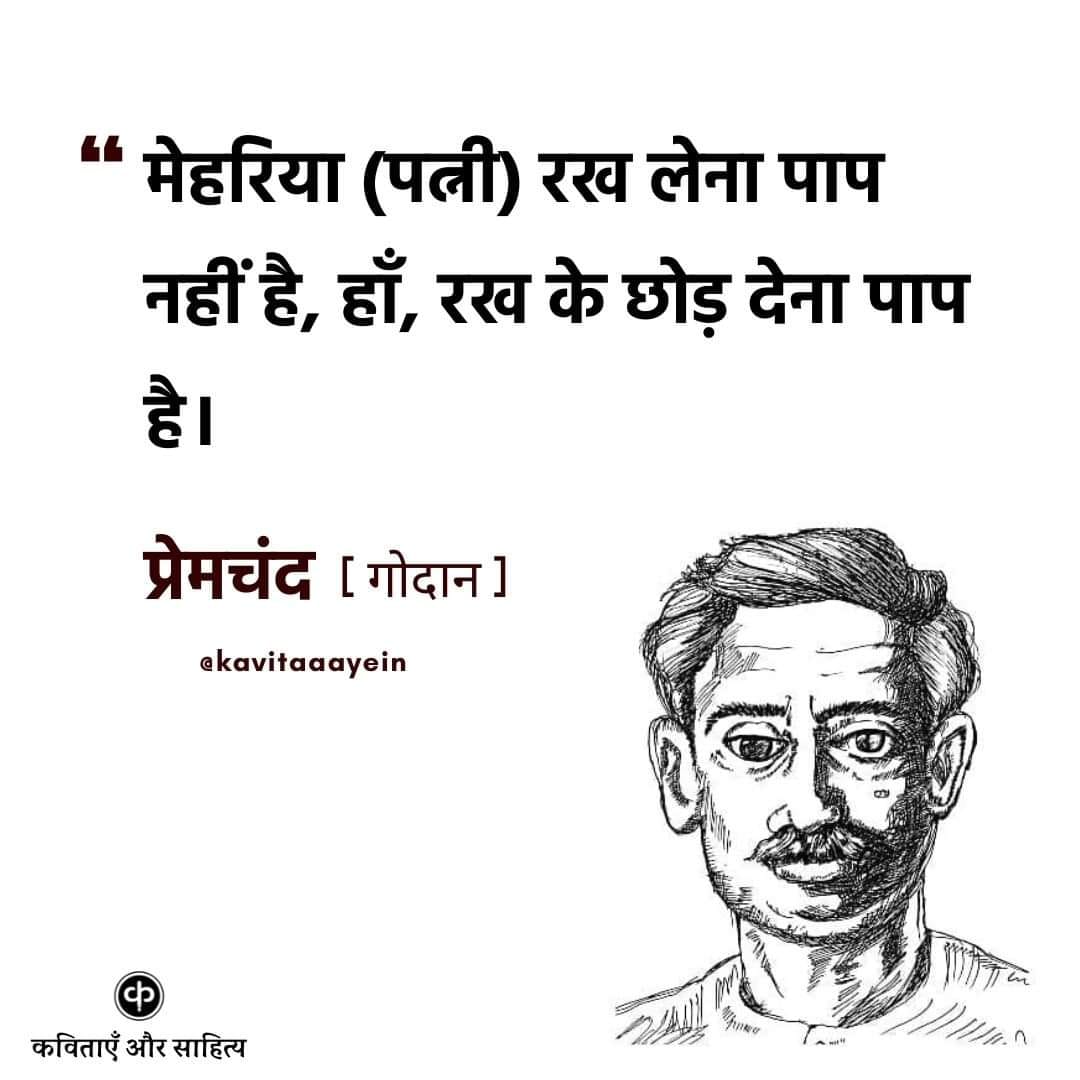 ❝ मेहरिया (पत्नी) रख लेना पाप
नहीं है, हाँ, रख के छोड़ देना पाप
है।
प्रेमचंद [ गोदान ]
@kavitaaayein
क
कविताएँ और साहित्य